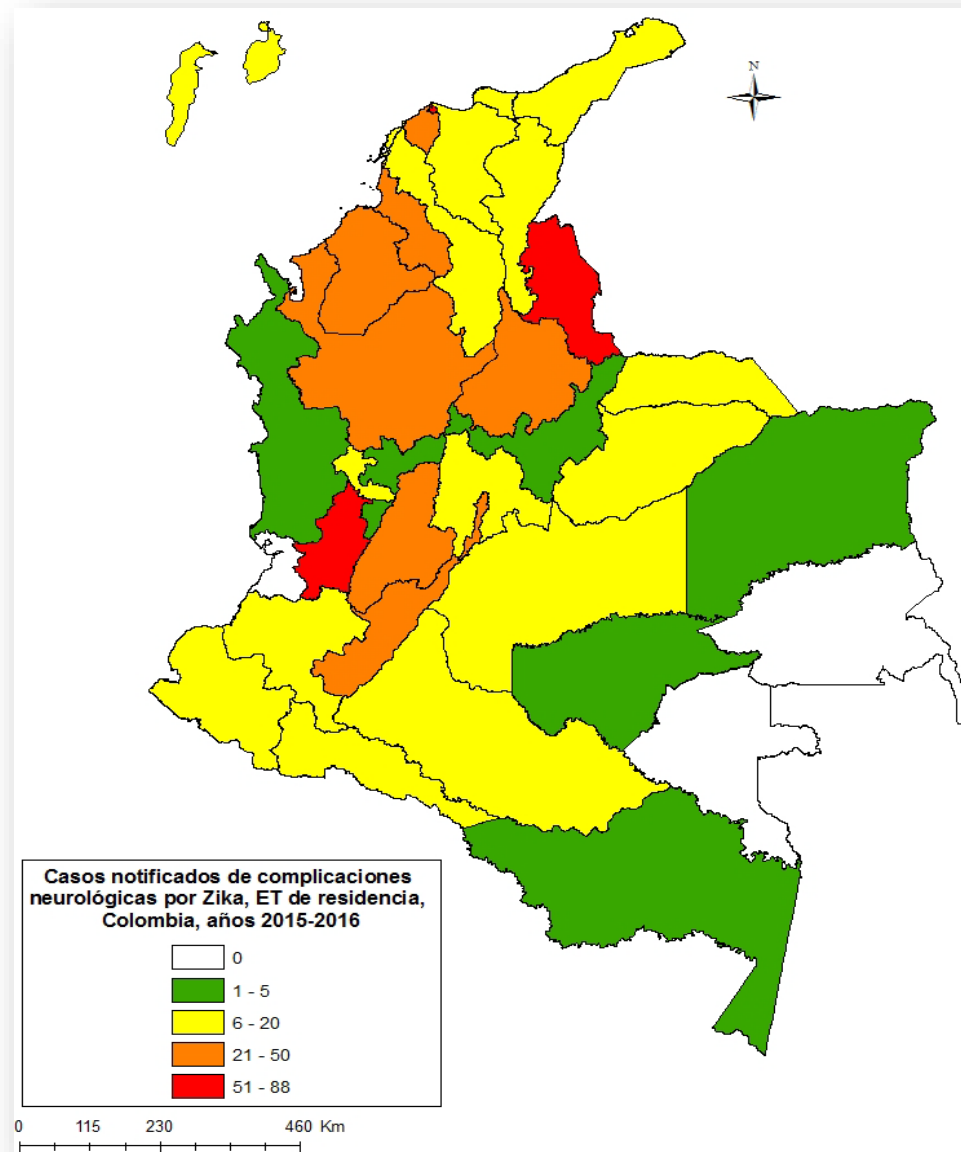 N
Casos notificados de complicaciones
neurológicas por Zika, ET de residencia,
Colombia, años 2015-2016
0
1 - 5
6 - 20
21 - 50
51 - 88
0 115 230 460 Km